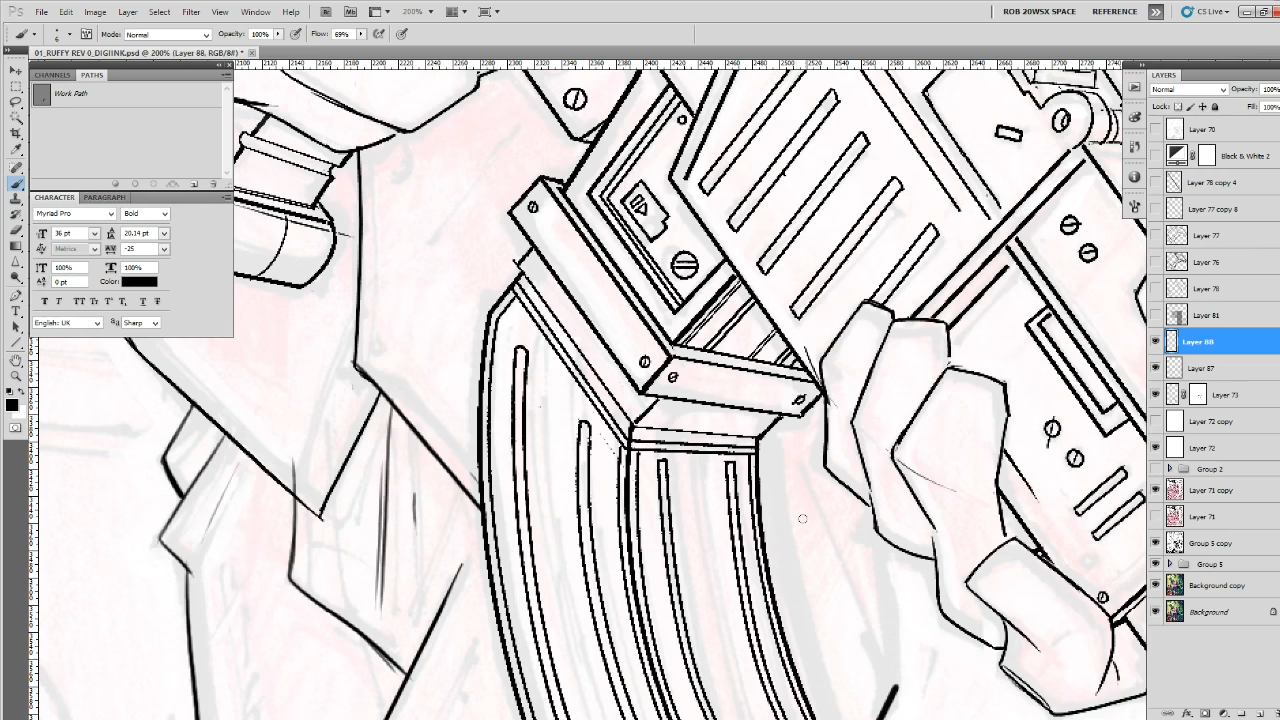 Ps File Edit Image Layer Select Filter View Window Help Br Mb 200% ROB 20WSX SPACE REFERENCE CS Live
6 Mode: Normal Opacity: 100% Flow: 69%
01_RUFFY REV 0_DIGIINK.psd @ 200% (Layer 88, RGB/8#) *
CHANNELS PATHS
Work Path
CHARACTER PARAGRAPH
Myriad Pro Bold
36 pt 20,14 pt
Metrics -25
100% 100%
0 pt Color:
English: UK Sharp
LAYERS
Normal Opacity: 100%
Lock: Fill: 100%
Layer 70
Black & White 2
Layer 78 copy 4
Layer 77 copy 8
Layer 77
Layer 76
Layer 78
Layer 81
Layer 88
Layer 87
Layer 73
Layer 72 copy
Layer 72
Group 2
Layer 71 copy
Layer 71
Group 5 copy
Group 5
Background copy
Background